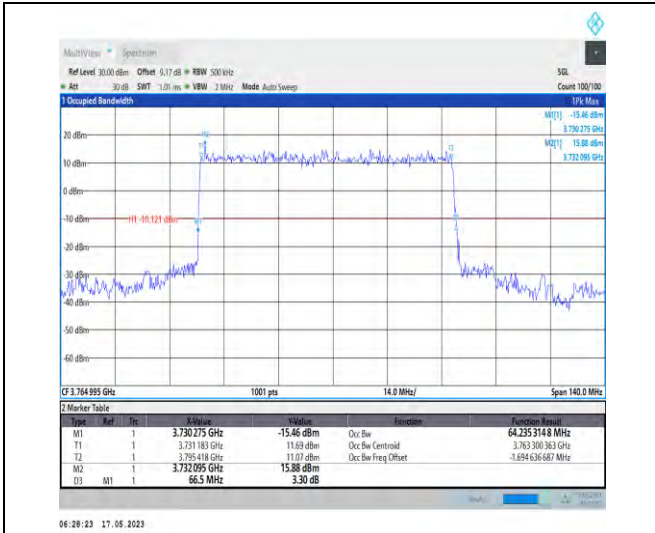 MultiView Spectrum
Ref Level 30.00 dBm Offset 9.17 dB RBW 500 kHz SGL
Att 30 dB SWT 1.01 ms VBW 2 MHz Mode Auto Sweep Count 100/100
1 Occupied Bandwidth 1Pk Max
M1[1] -15.46 dBm
3.730 275 GHz
M2[1] 15.88 dBm
3.732 095 GHz
20 dBm
M2
T1
T2
10 dBm
0 dBm
-10 dBm
H1 -10.121 dBm
M1
-20 dBm
-30 dBm
-40 dBm
-50 dBm
-60 dBm
CF 3.764 995 GHz 1001 pts 14.0 MHz/ Span 140.0 MHz
2 Marker Table
Type Ref Trc X-Value Y-Value Function Function Result
M1 1 3.730 275 GHz -15.46 dBm Occ Bw 64.235 314 8 MHz
T1 1 3.731 183 GHz 11.69 dBm Occ Bw Centroid 3.763 300 363 GHz
T2 1 3.795 418 GHz 11.07 dBm Occ Bw Freq Offset -1.694 636 687 MHz
M2 1 3.732 095 GHz 15.88 dBm
D3 M1 1 66.5 MHz 3.30 dB
06:28:23 17.05.2023